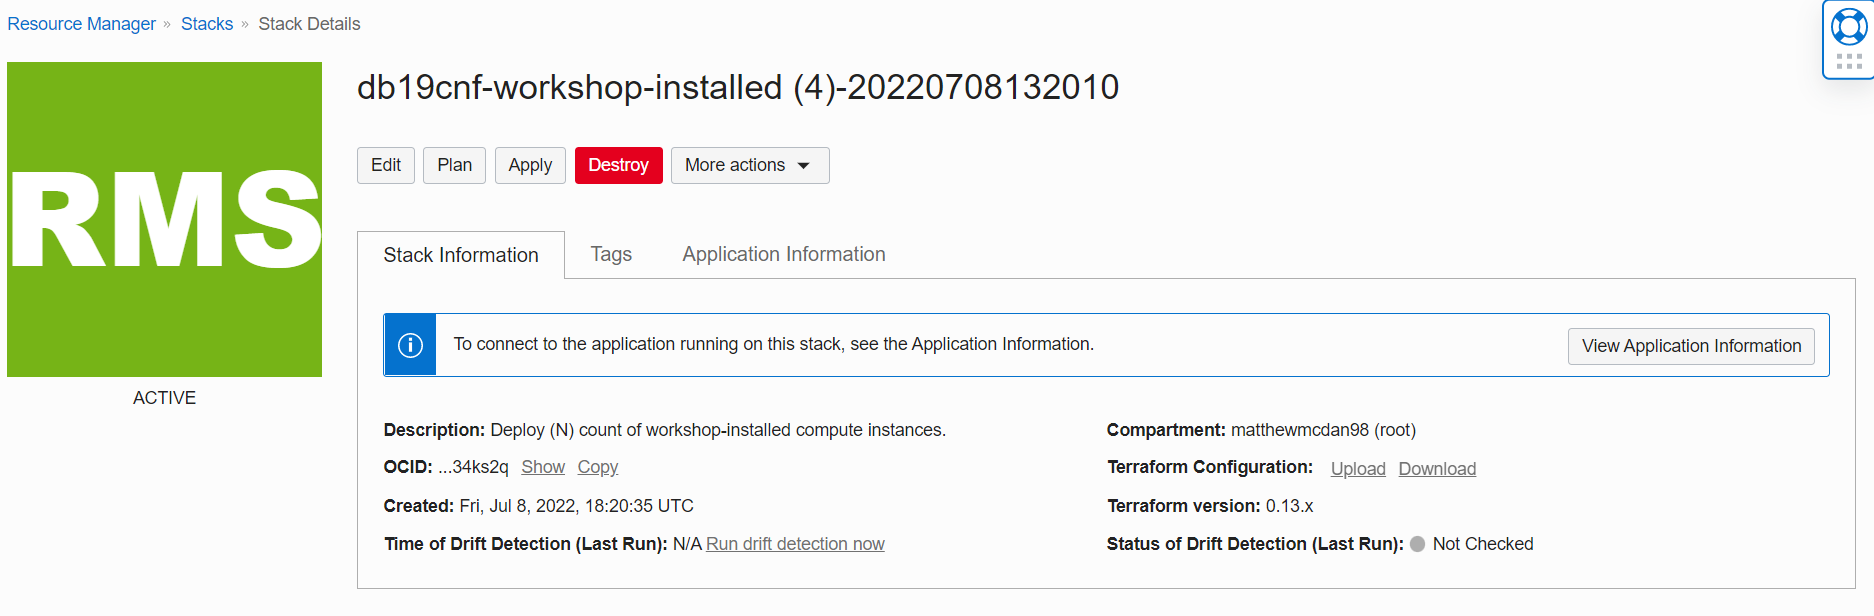 Resource Manager » Stacks » Stack Details
RMS
ACTIVE
db19cnf-workshop-installed (4)-20220708132010
Edit Plan Apply Destroy More actions
Stack Information Tags Application Information
To connect to the application running on this stack, see the Application Information. View Application Information
Description: Deploy (N) count of workshop-installed compute instances.
OCID: ...34ks2q Show Copy
Created: Fri, Jul 8, 2022, 18:20:35 UTC
Time of Drift Detection (Last Run): N/A Run drift detection now
Compartment: matthewmcdan98 (root)
Terraform Configuration: Upload Download
Terraform version: 0.13.x
Status of Drift Detection (Last Run): Not Checked